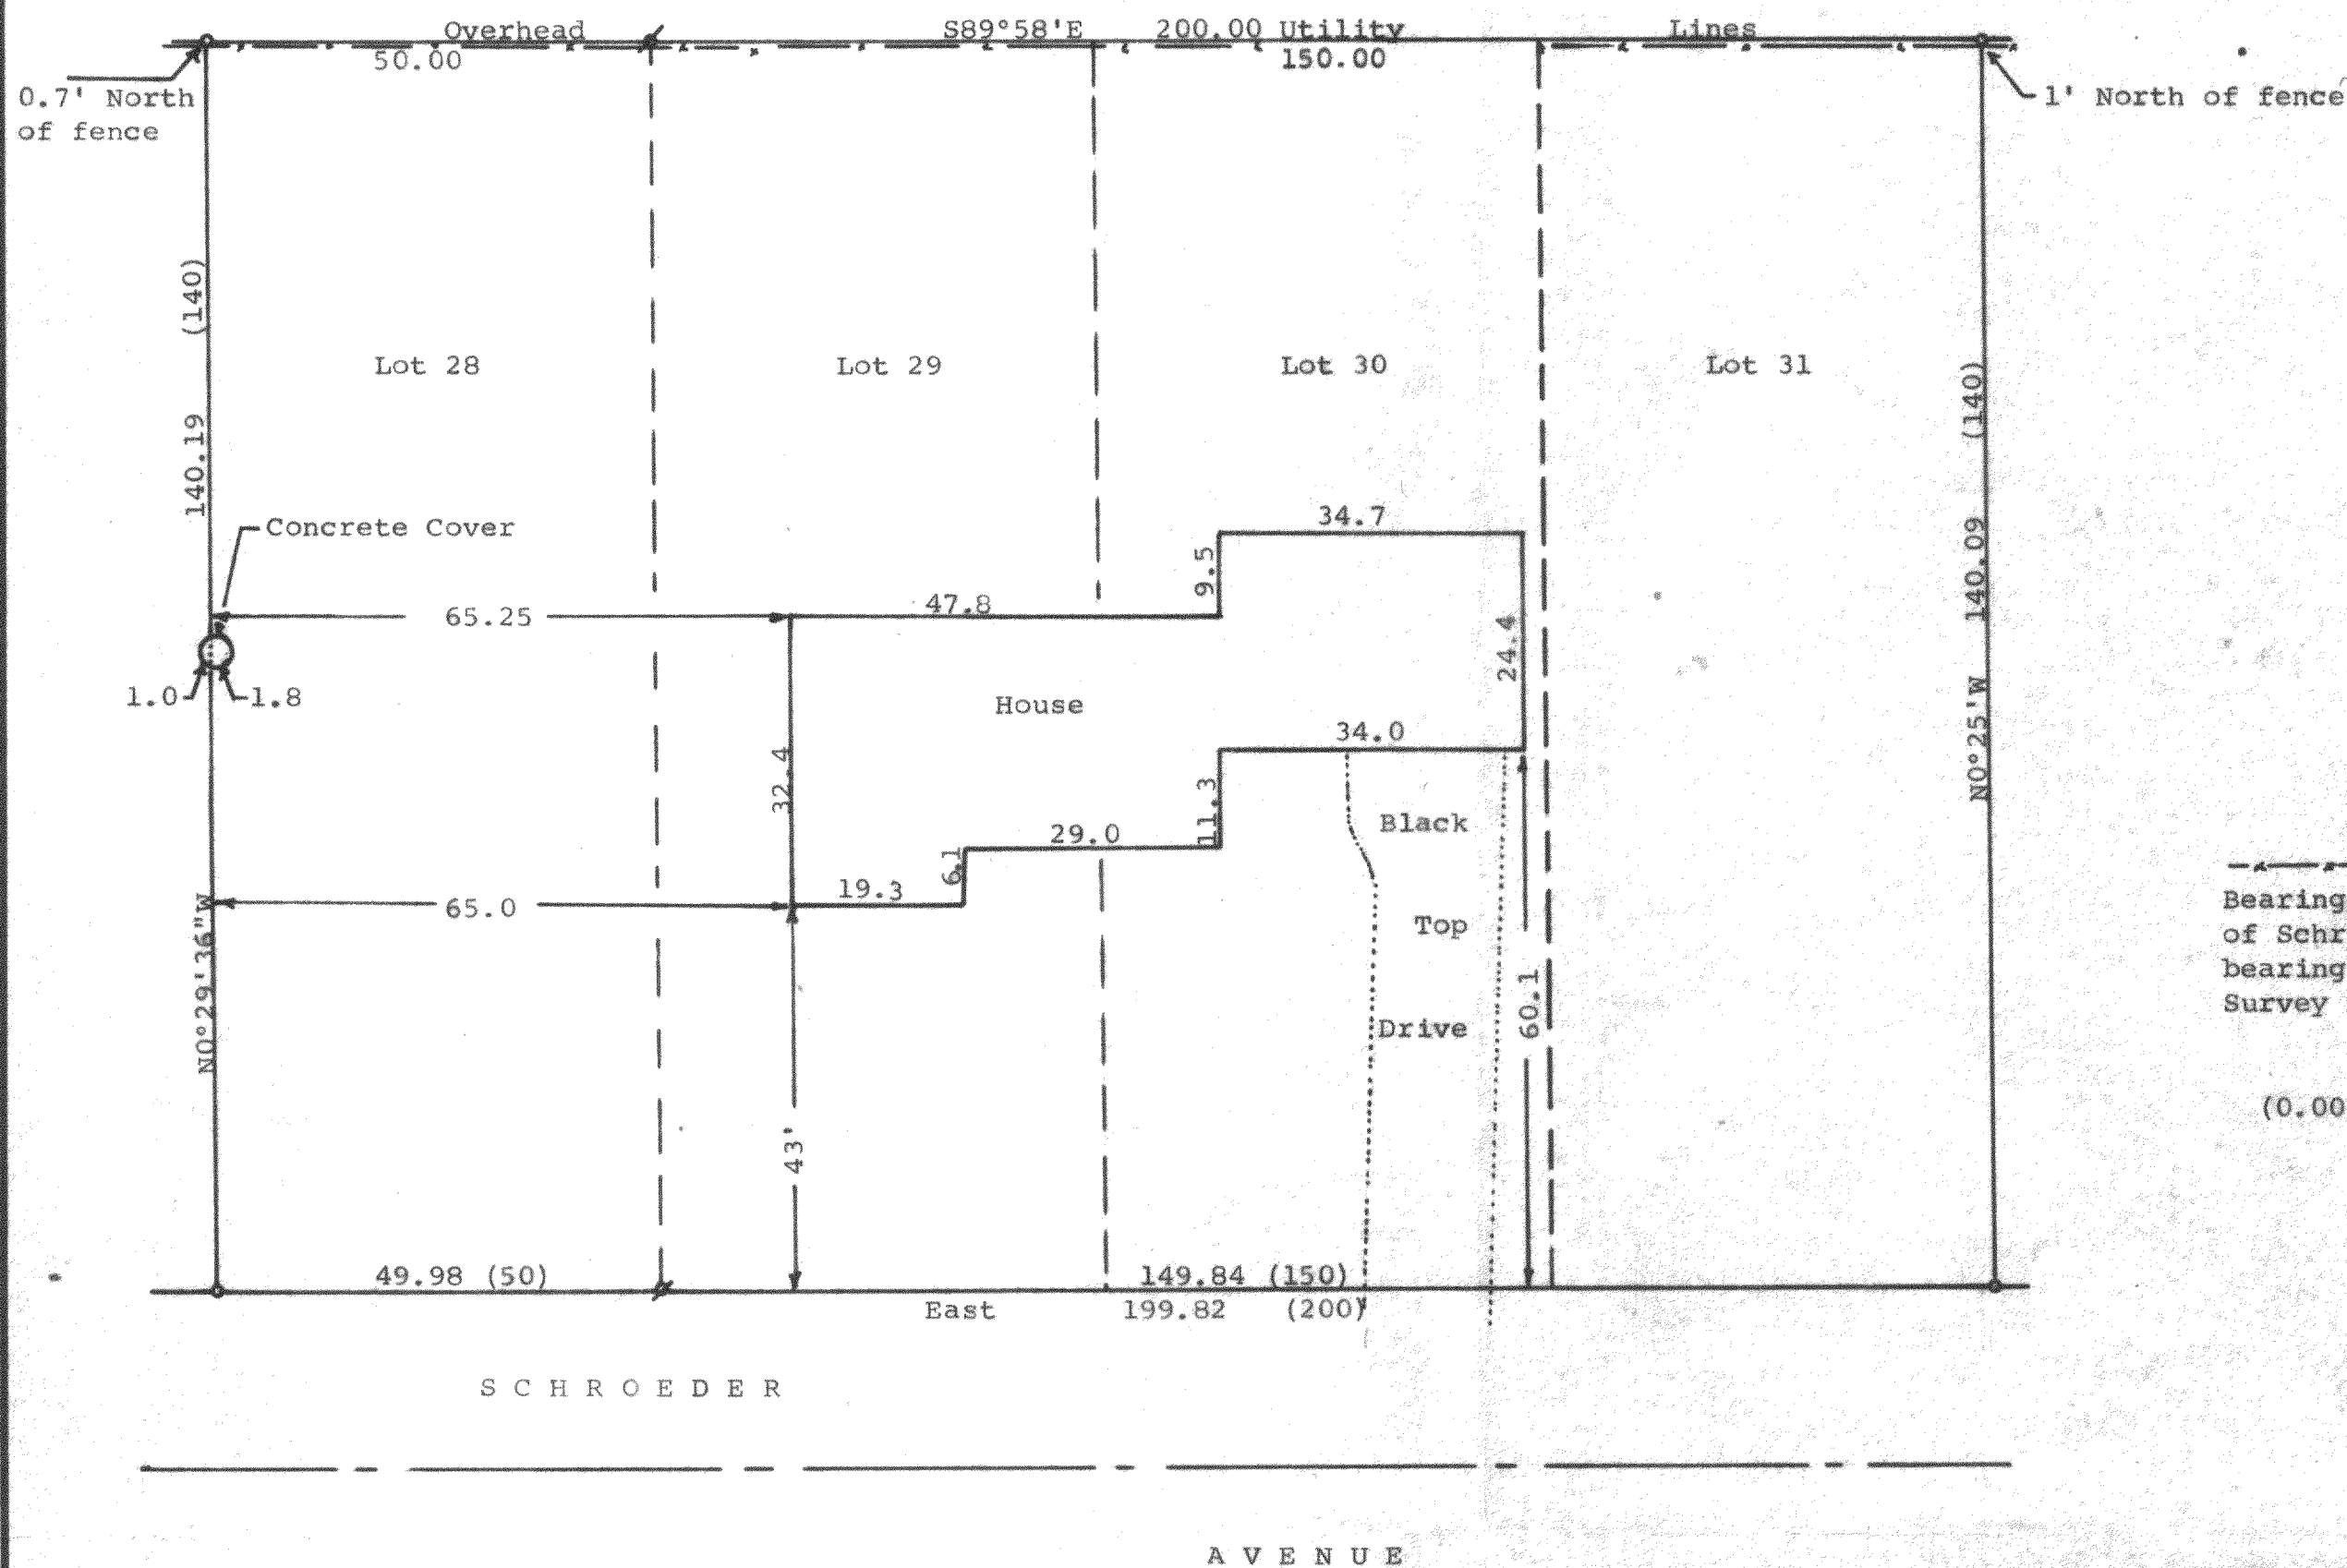 Overhead S89°58'E 200.00 Utility Lines
50.00 150.00
0.7' North
of fence
1' North of fence
140.19 (140)
Lot 28 Lot 29 Lot 30 Lot 31
N0°25'W 140.09 (140)
Concrete Cover
34.7
9.5
65.25
47.8
24.4
1.0 1.8
House
34.0
32.4
11.3
Black
29.0
6.1
19.3
65.0
N0°29'36"W
Top
Drive
60.1
43'
Bearing
of Schr
bearing
Survey
(0.00
49.98 (50) 149.84 (150)
East 199.82 (200)
SCHROEDER
AVENUE